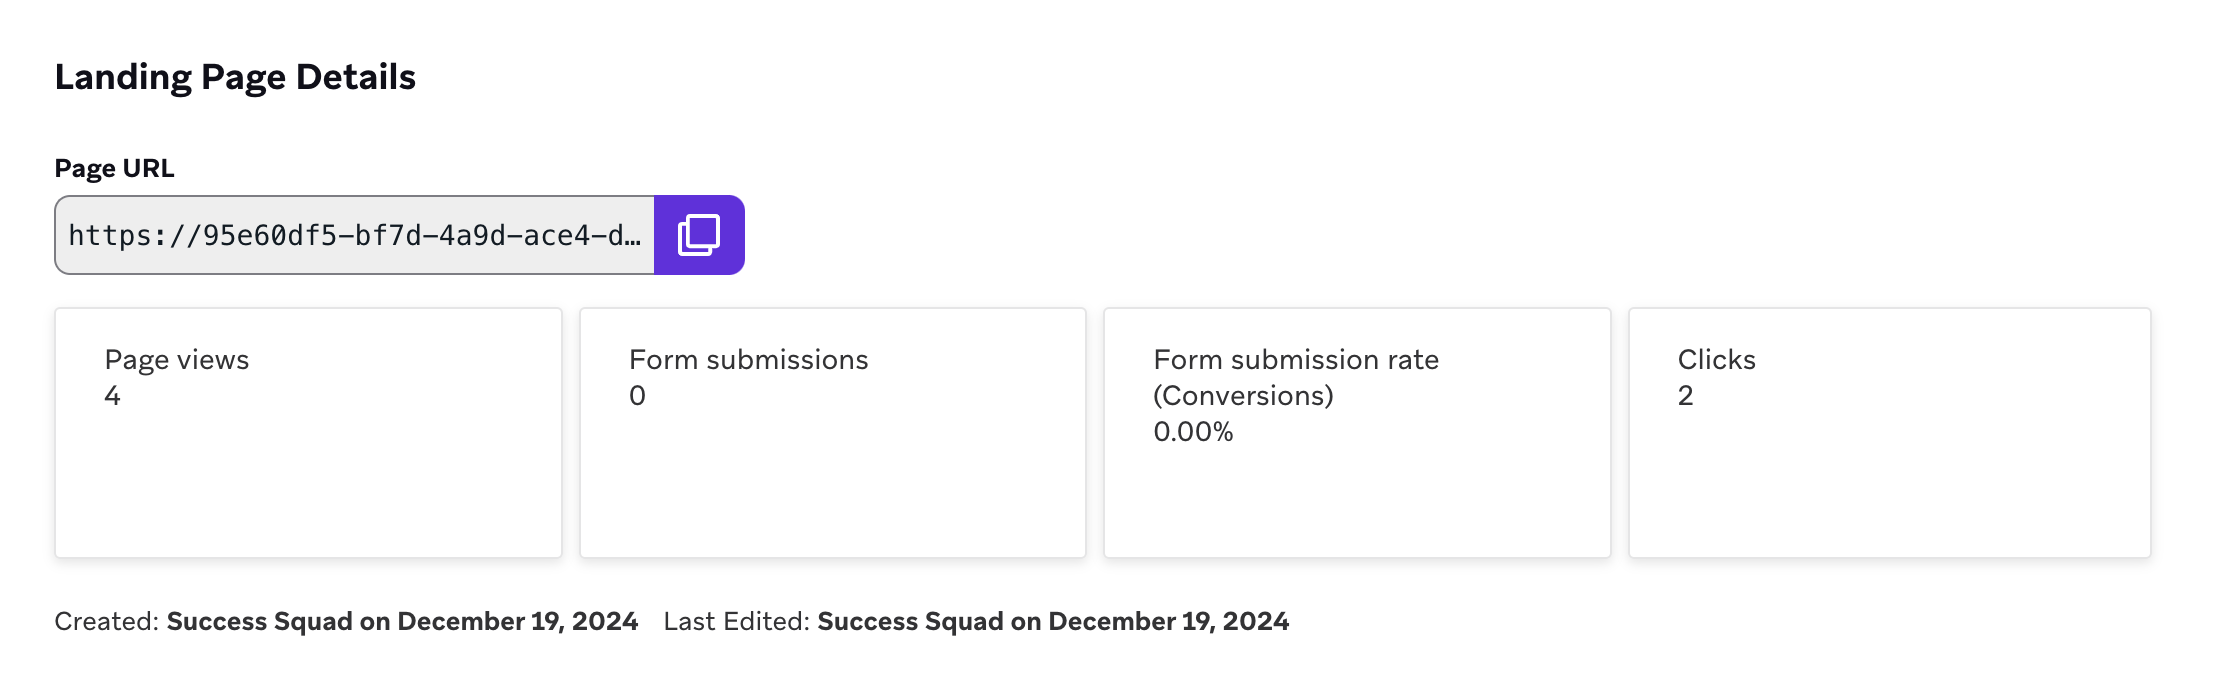 Landing Page Details
Page URL
https://95e60df5-bf7d-4a9d-ace4-d…
Page views
4
Form submissions
0
Form submission rate
(Conversions)
0.00%
Clicks
2
Created: Success Squad on December 19, 2024 Last Edited: Success Squad on December 19, 2024